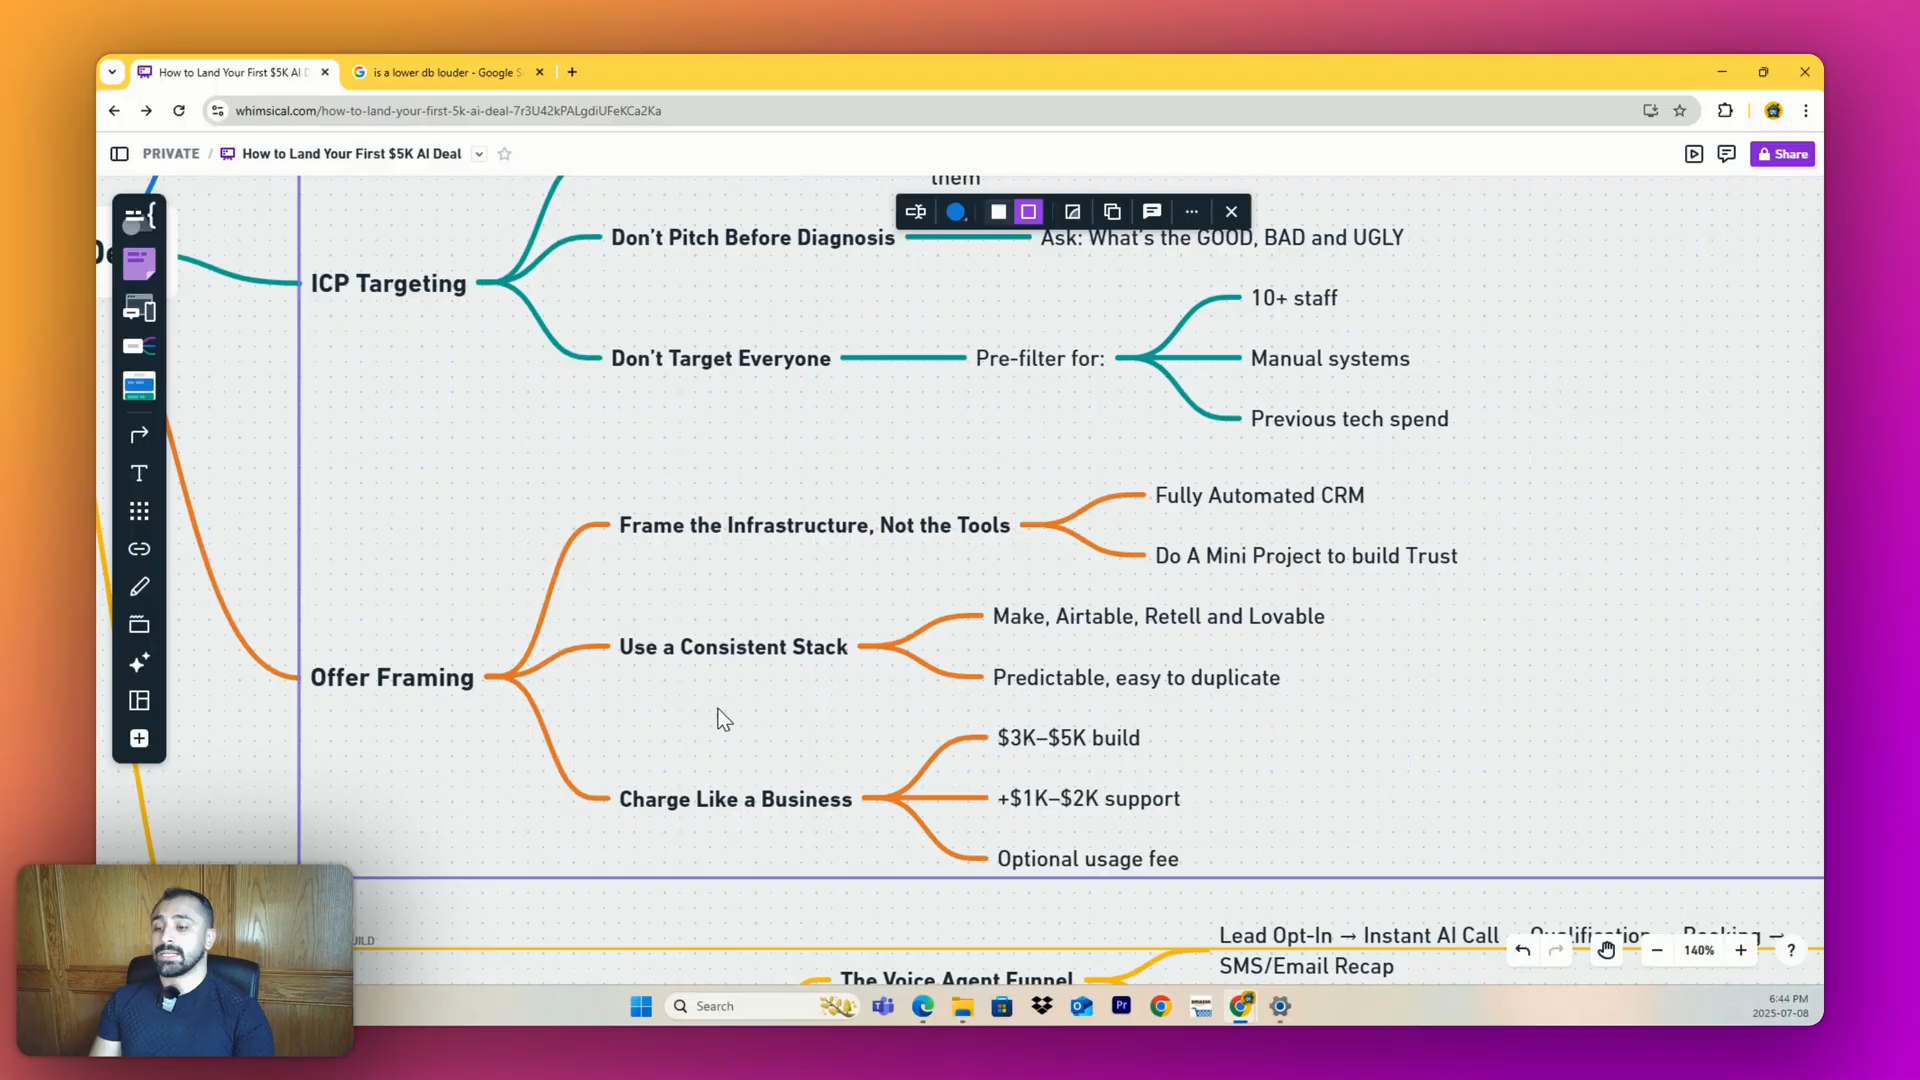 How to Land Your First $5K AI D
is a lower db louder - Google S
whimsical.com/how-to-land-your-first-5k-ai-deal-7r3U42kPALgdiUFeKCa2Ka
PRIVATE / How to Land Your First $5K AI Deal
Share
them
Don't Pitch Before Diagnosis
Ask: What's the GOOD, BAD and UGLY
ICP Targeting
10+ staff
Don't Target Everyone
Pre-filter for:
Manual systems
Previous tech spend
Fully Automated CRM
Frame the Infrastructure, Not the Tools
Do A Mini Project to build Trust
Make, Airtable, Retell and Lovable
Use a Consistent Stack
Offer Framing
Predictable, easy to duplicate
$3K–$5K build
Charge Like a Business
+$1K–$2K support
Optional usage fee
UILD
Lead Opt-In → Instant AI Call → Qualification → Booking →
SMS/Email Recap
The Voice Agent Funnel
140%
?
Search
Pr
amazon
6:44 PM
2025-07-08